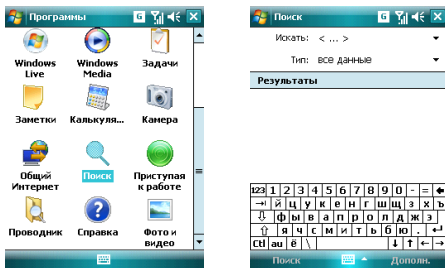 Программы
G
Windows Live
Windows Media
Задачи
Заметки
Калькуля...
Камера
Общий Интернет
Поиск
Приступая к работе
Проводник
Справка
Фото и видео
Поиск
G
Искать: < ... >
Тип: все данные
Результаты
123 1 2 3 4 5 6 7 8 9 0 - =
й ц у к е н г ш щ з х ъ
ф ы в а п р о л д ж э
я ч с м и т ь б ю .
Ctl аü ё \
Поиск
Дополн.